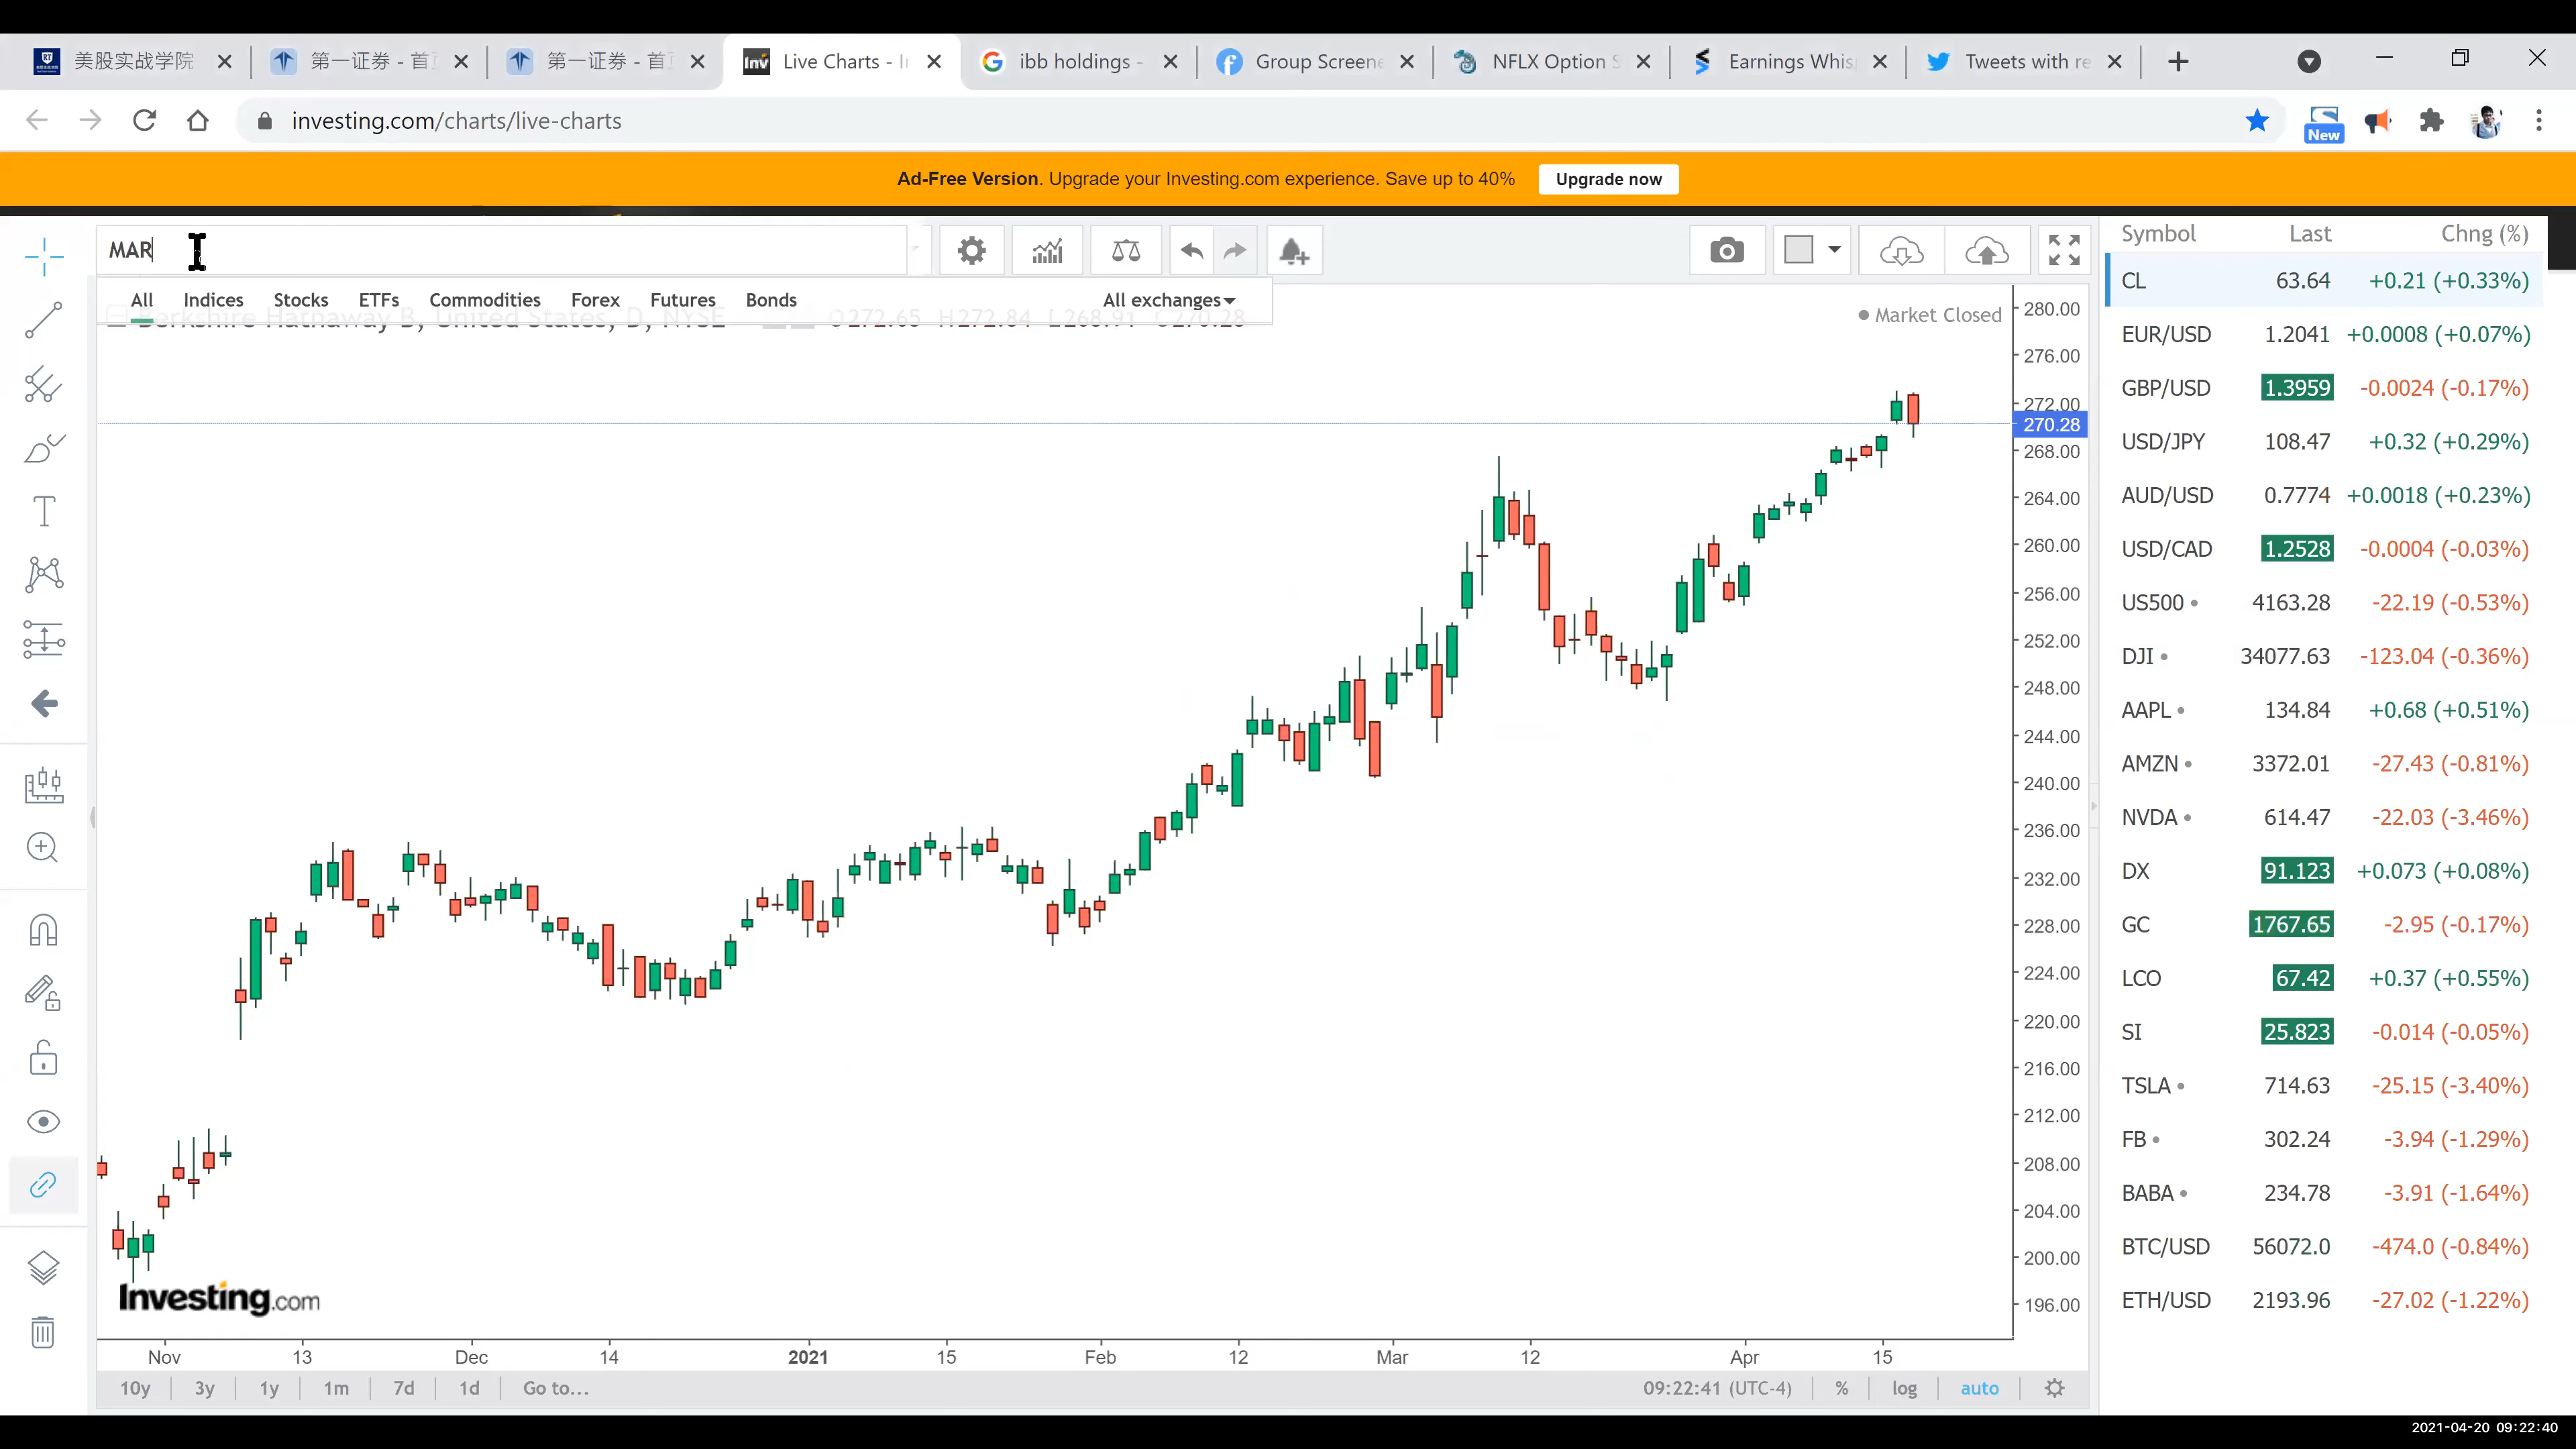 美股实战学院
第一证券 - 首
第一证券 - 首
Live Charts - I
ibb holdings -
Group Screene
NFLX Option S
Earnings Whis
Tweets with re
investing.com/charts/live-charts
New
Ad-Free Version. Upgrade your Investing.com experience. Save up to 40%
Upgrade now
MAR
All Indices Stocks ETFs Commodities Forex Futures Bonds All exchanges
Berkshire Hathaway B, United States, D, NYSE O272.65 H272.84 L268.91 C270.28
Market Closed
280.00
276.00
272.00
270.28
268.00
264.00
260.00
256.00
252.00
248.00
244.00
240.00
236.00
232.00
228.00
224.00
220.00
216.00
212.00
208.00
204.00
200.00
196.00
Investing.com
Nov 13 Dec 14 2021 15 Feb 12 Mar 12 Apr 15
10y 3y 1y 1m 7d 1d Go to... 09:22:41 (UTC-4) % log auto
Symbol Last Chng (%)
CL 63.64 +0.21 (+0.33%)
EUR/USD 1.2041 +0.0008 (+0.07%)
GBP/USD 1.3959 -0.0024 (-0.17%)
USD/JPY 108.47 +0.32 (+0.29%)
AUD/USD 0.7774 +0.0018 (+0.23%)
USD/CAD 1.2528 -0.0004 (-0.03%)
US500 4163.28 -22.19 (-0.53%)
DJI 34077.63 -123.04 (-0.36%)
AAPL 134.84 +0.68 (+0.51%)
AMZN 3372.01 -27.43 (-0.81%)
NVDA 614.47 -22.03 (-3.46%)
DX 91.123 +0.073 (+0.08%)
GC 1767.65 -2.95 (-0.17%)
LCO 67.42 +0.37 (+0.55%)
SI 25.823 -0.014 (-0.05%)
TSLA 714.63 -25.15 (-3.40%)
FB 302.24 -3.94 (-1.29%)
BABA 234.78 -3.91 (-1.64%)
BTC/USD 56072.0 -474.0 (-0.84%)
ETH/USD 2193.96 -27.02 (-1.22%)
2021-04-20 09:22:40